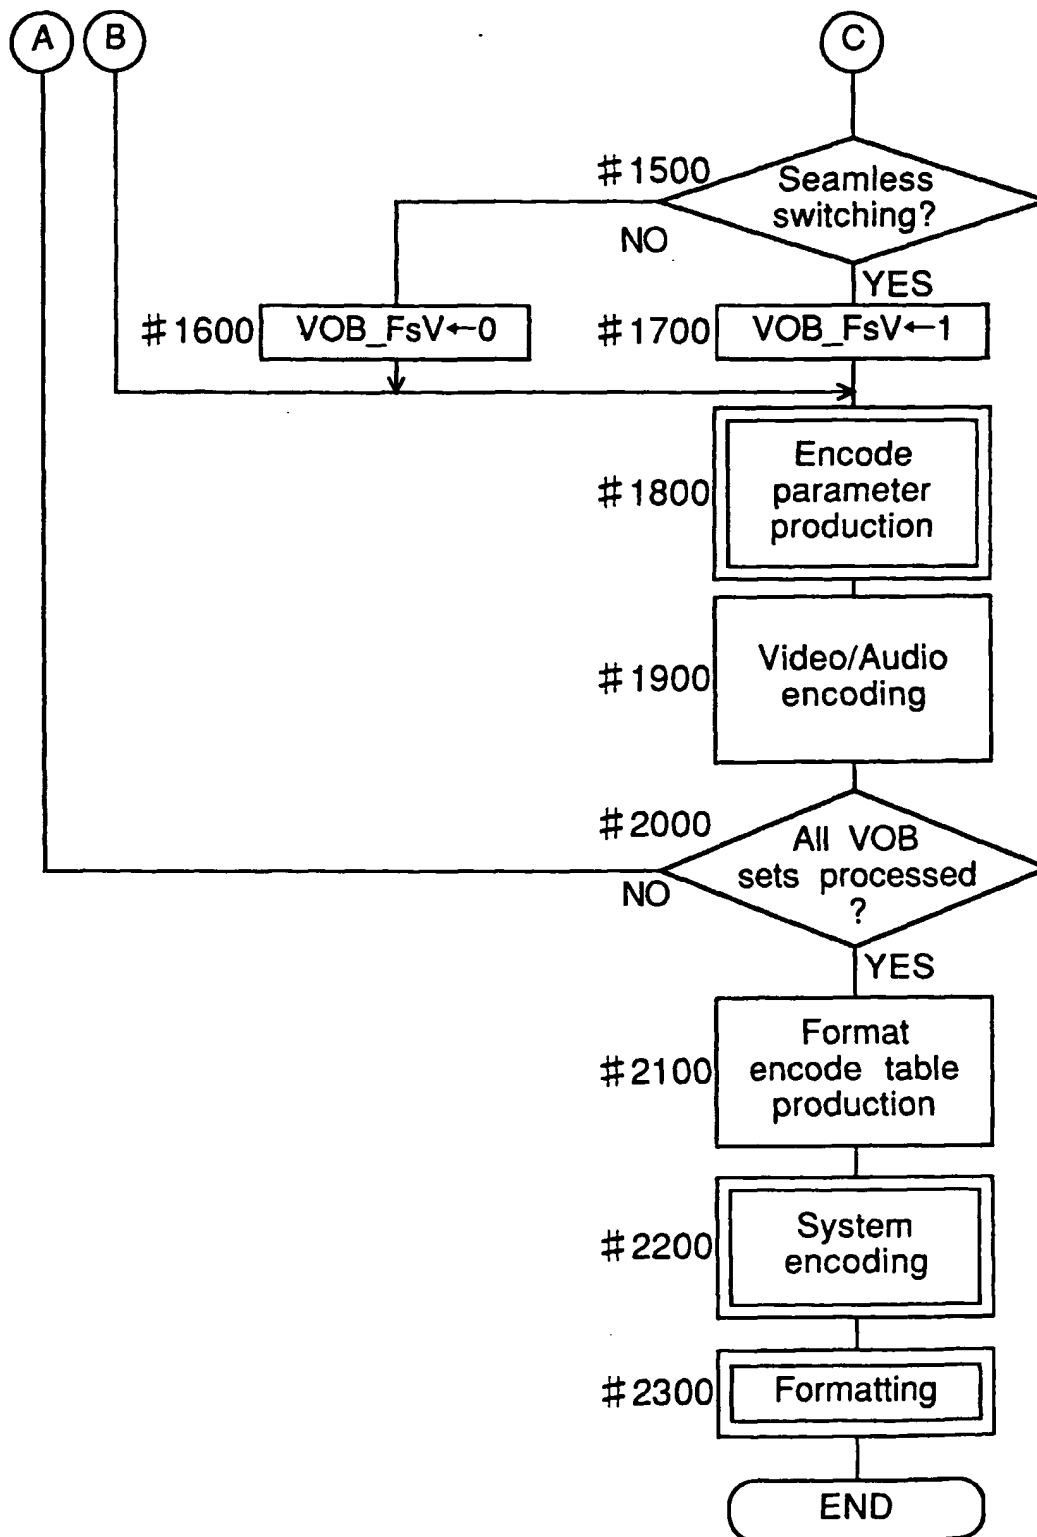 A
B
C
#1500
Seamless
switching?
NO
YES
#1600
VOB_FsV←0
#1700
VOB_FsV←1
#1800
Encode
parameter
production
#1900
Video/Audio
encoding
#2000
All VOB
sets processed
?
NO
YES
#2100
Format
encode table
production
#2200
System
encoding
#2300
Formatting
END